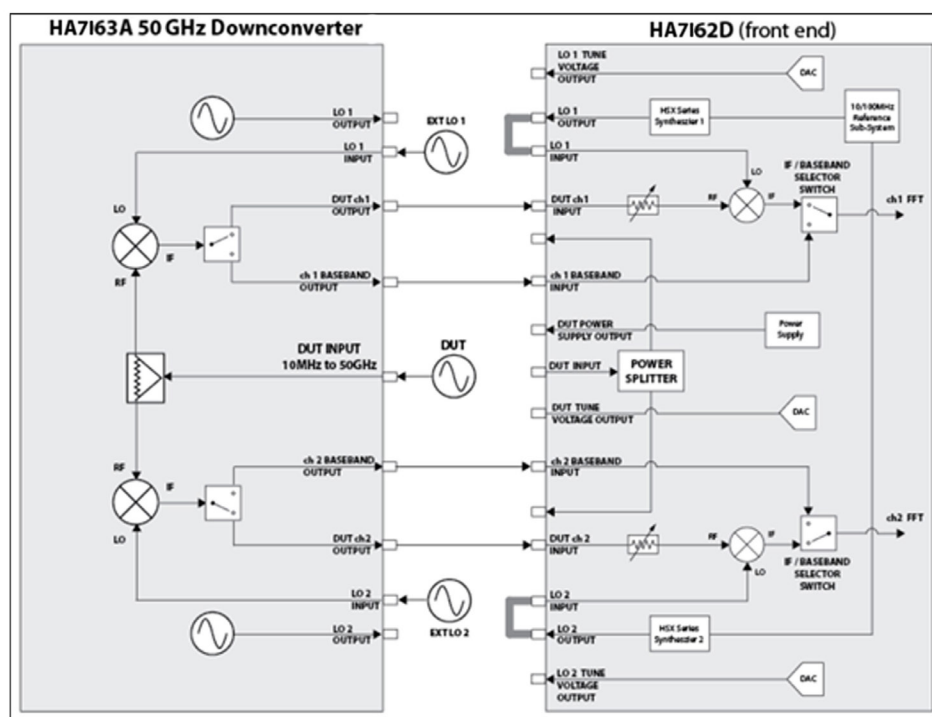 HA7163A 50 GHz Downconverter
LO 1
OUTPUT
EXT LO 1
LO 1
INPUT
LO
DUT ch1
OUTPUT
IF
RF
ch 1 BASEBAND
OUTPUT
DUT INPUT
10MHz to 50GHz
DUT
ch 2 BASEBAND
OUTPUT
RF
IF
LO
DUT ch2
OUTPUT
LO 2
INPUT
LO 2
OUTPUT
EXT LO 2
HA7162D (front end)
LO 1 TUNE
VOLTAGE
OUTPUT
DAC
LO 1
OUTPUT
HSX Series
Syntheszier 1
10/100MHz
Reference
Sub-System
LO 1
INPUT
LO
IF / BASEBAND
SELECTOR
SWITCH
DUT ch1
INPUT
RF
IF
ch1 FFT
ch 1 BASEBAND
INPUT
DUT POWER
SUPPLY OUTPUT
Power
Supply
DUT INPUT
POWER
SPLITTER
DUT TUNE
VOLTAGE OUTPUT
DAC
ch 2 BASEBAND
INPUT
ch2 FFT
DUT ch 2
INPUT
RF
IF
LO
IF / BASEBAND
SELECTOR
SWITCH
LO 2
INPUT
LO 2
OUTPUT
HSX Series
Syntheszier 2
LO 2 TUNE
VOLTAGE
OUTPUT
DAC